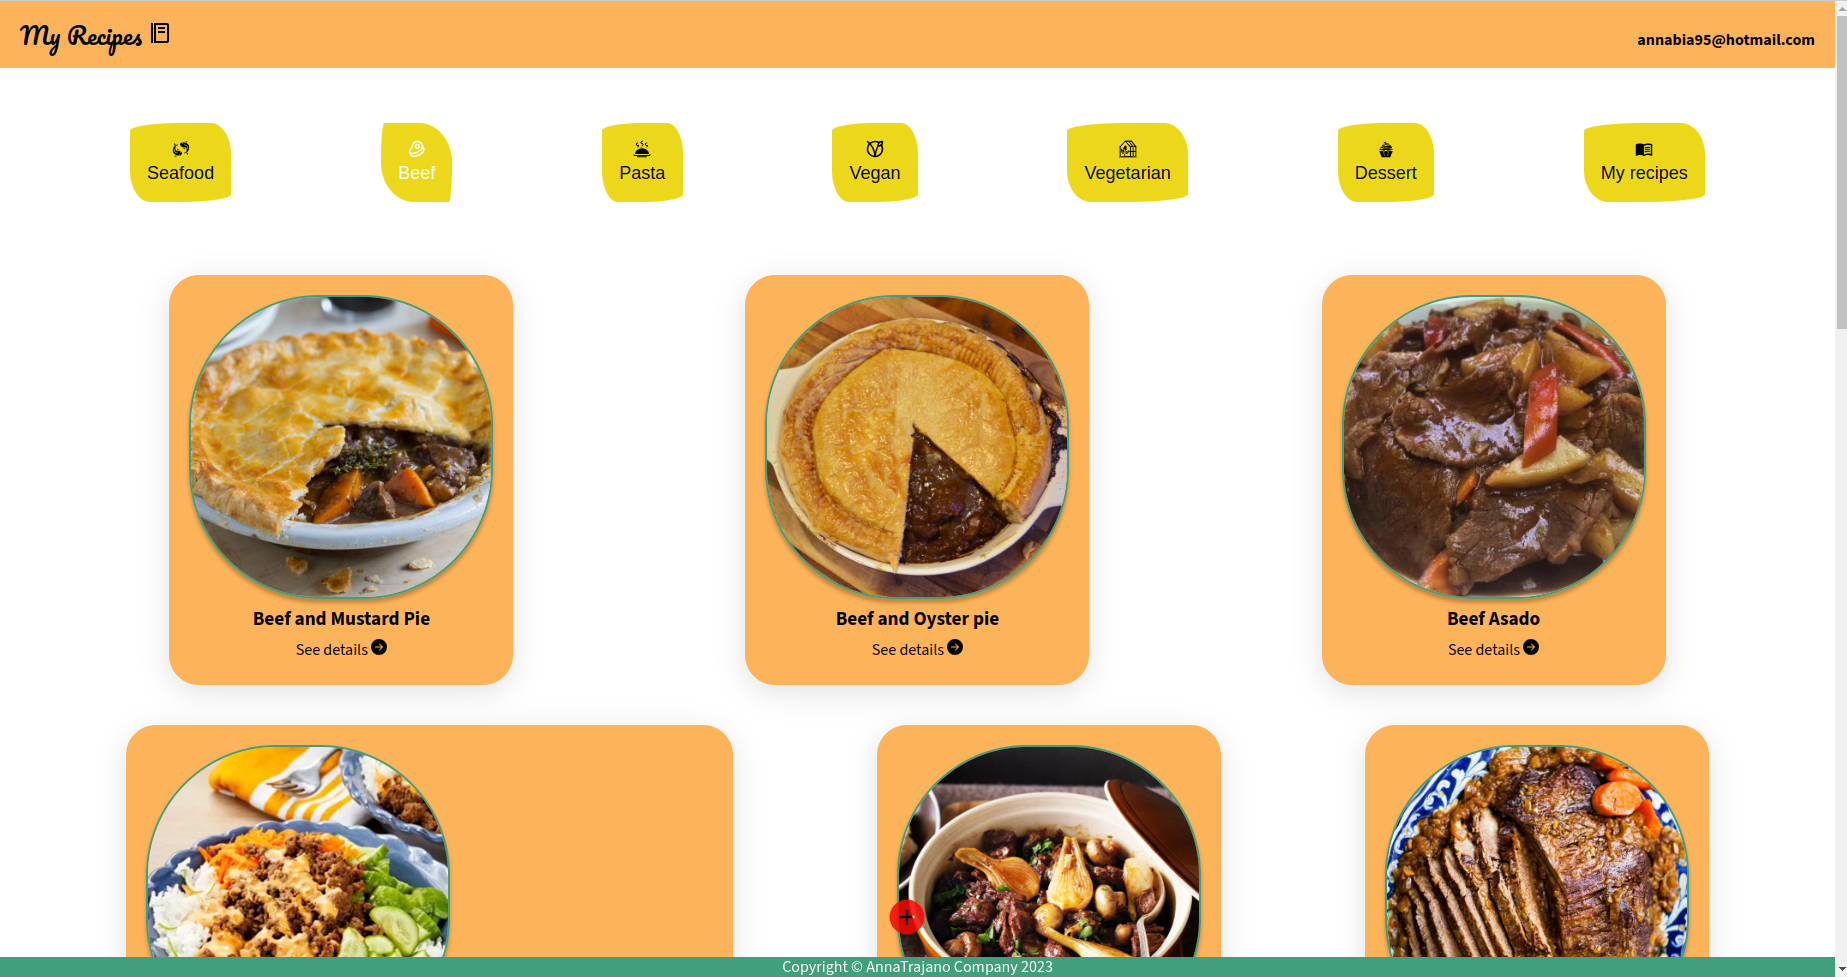 My Recipes
annabia95@hotmail.com
Seafood
Beef
Pasta
Vegan
Vegetarian
Dessert
My recipes
Beef and Mustard Pie
See details
Beef and Oyster pie
See details
Beef Asado
See details
+
Copyright © AnnaTrajano Company 2023